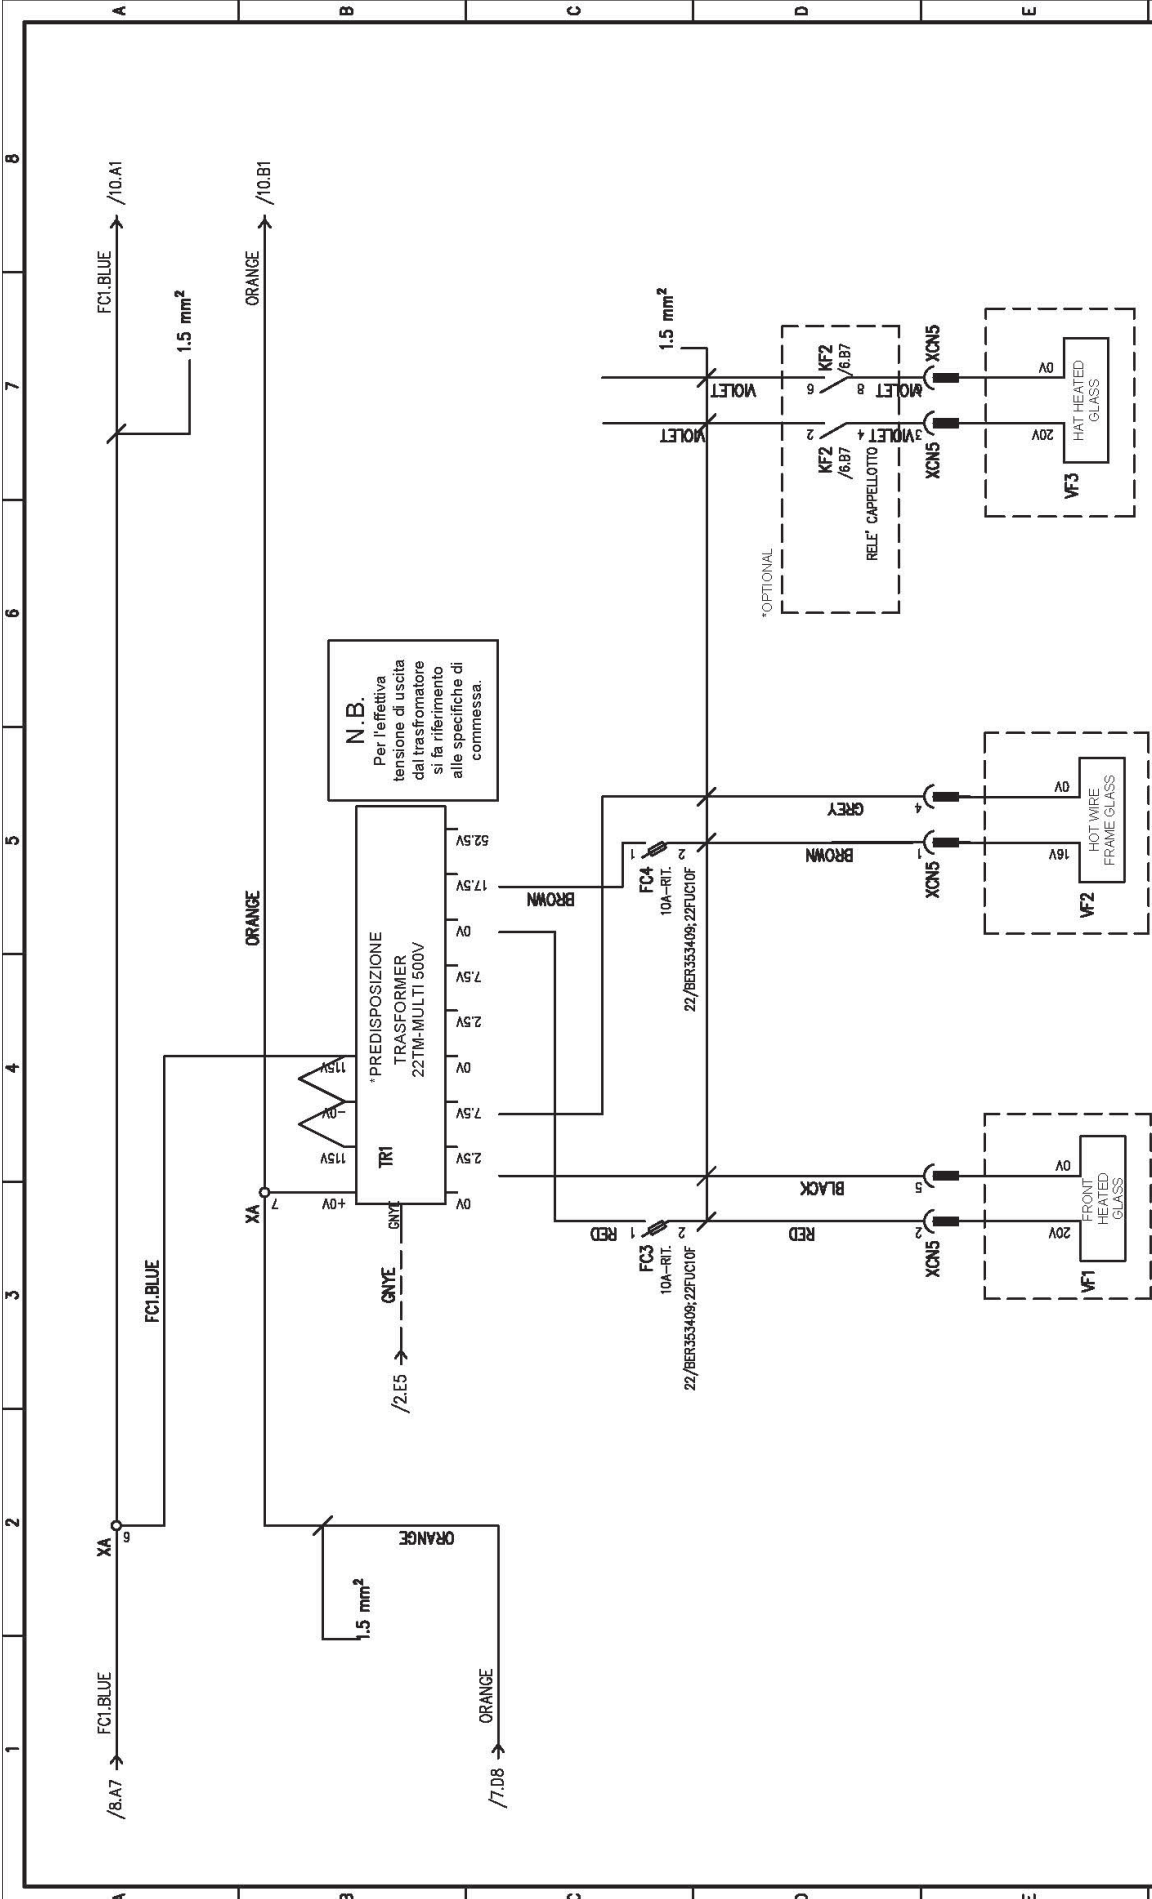 1
2
3
4
5
6
7
8
A
B
C
D
E
A
B
C
D
E
/8.A7
FC1.BLUE
XA
6
FC1.BLUE
1.5 mm²
FC1.BLUE
/10.A1
/7.D8
ORANGE
ORANGE
1.5 mm²
XA
7
ORANGE
ORANGE
/10.B1
/2.E5
GNYE
GNYE
TR1
+0V
115V
-0V
115V
*PREDISPOSIZIONE
TRASFORMER
22TM-MULTI 500V
0V
2.5V
7.5V
0V
2.5V
7.5V
0V
17.5V
52.5V
N.B.
Per l'effettiva
tensione di uscita
dal trasfromatore
si fa riferimento
alle specifiche di
commessa.
RED
1
FC3
10A-RIT.
2
22/BER353409;22FUC10F
RED
BLACK
2
5
XCN5
20V
0V
FRONT
HEATED
GLASS
VF1
BROWN
1
FC4
10A-RIT.
2
22/BER353409;22FUC10F
BROWN
GREY
1
4
XCN5
16V
0V
HOT WIRE
FRAME GLASS
VF2
1.5 mm²
VIOLET
VIOLET
*OPTIONAL
2
KF2
/6.B7
4
6
KF2
/6.B7
8
RELE' CAPPELLOTTO
VIOLET
VIOLET
3
XCN5
XCN5
20V
0V
HAT HEATED
GLASS
VF3